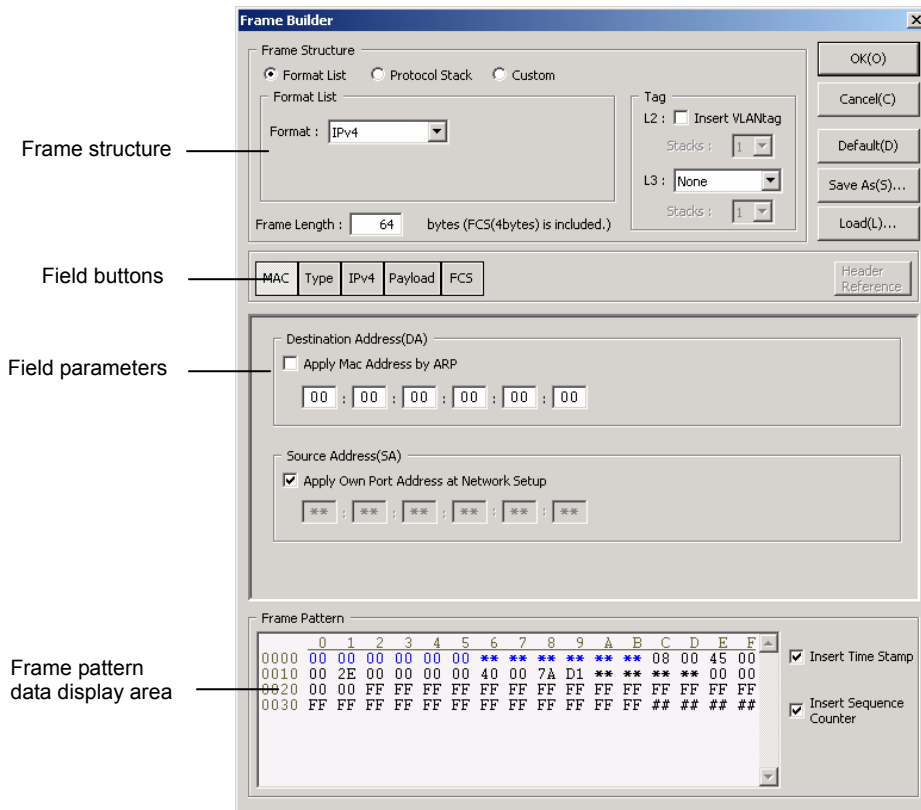 Frame Builder
Frame Structure
Format List Protocol Stack Custom
Format List
Format : IPv4
Tag
L2 : Insert VLANtag
Stacks : 1
L3 : None
Stacks : 1
Frame Length : 64 bytes (FCS(4bytes) is included.)
OK(O)
Cancel(C)
Default(D)
Save As(S)...
Load(L)...
Frame structure
Field buttons
MAC Type IPv4 Payload FCS
Header
Reference
Field parameters
Destination Address(DA)
Apply Mac Address by ARP
00 : 00 : 00 : 00 : 00 : 00
Source Address(SA)
Apply Own Port Address at Network Setup
** : ** : ** : ** : ** : **
Frame Pattern
0 1 2 3 4 5 6 7 8 9 A B C D E F
0000 00 00 00 00 00 00 ** ** ** ** ** ** 08 00 45 00
0010 00 2E 00 00 00 00 40 00 7A D1 ** ** ** ** 00 00
0020 00 00 FF FF FF FF FF FF FF FF FF FF FF FF FF FF
0030 FF FF FF FF FF FF FF FF FF FF FF FF ## ## ## ##
Insert Time Stamp
Insert Sequence
Counter
Frame pattern
data display area